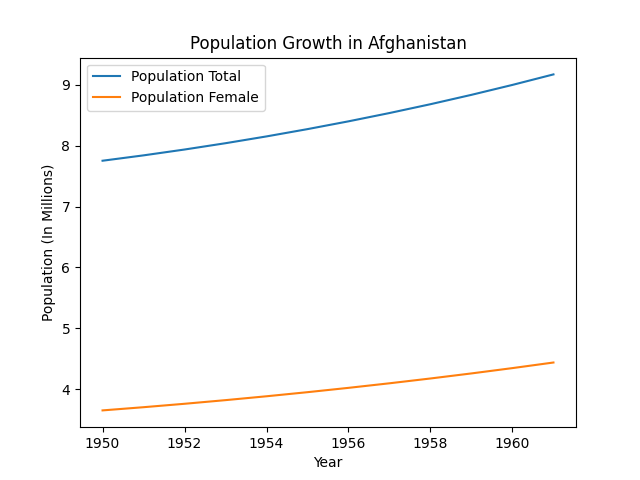 Population Growth in Afghanistan
Population Total
Population Female
9
8
7
6
5
4
Population (In Millions)
1950 1952 1954 1956 1958 1960
Year